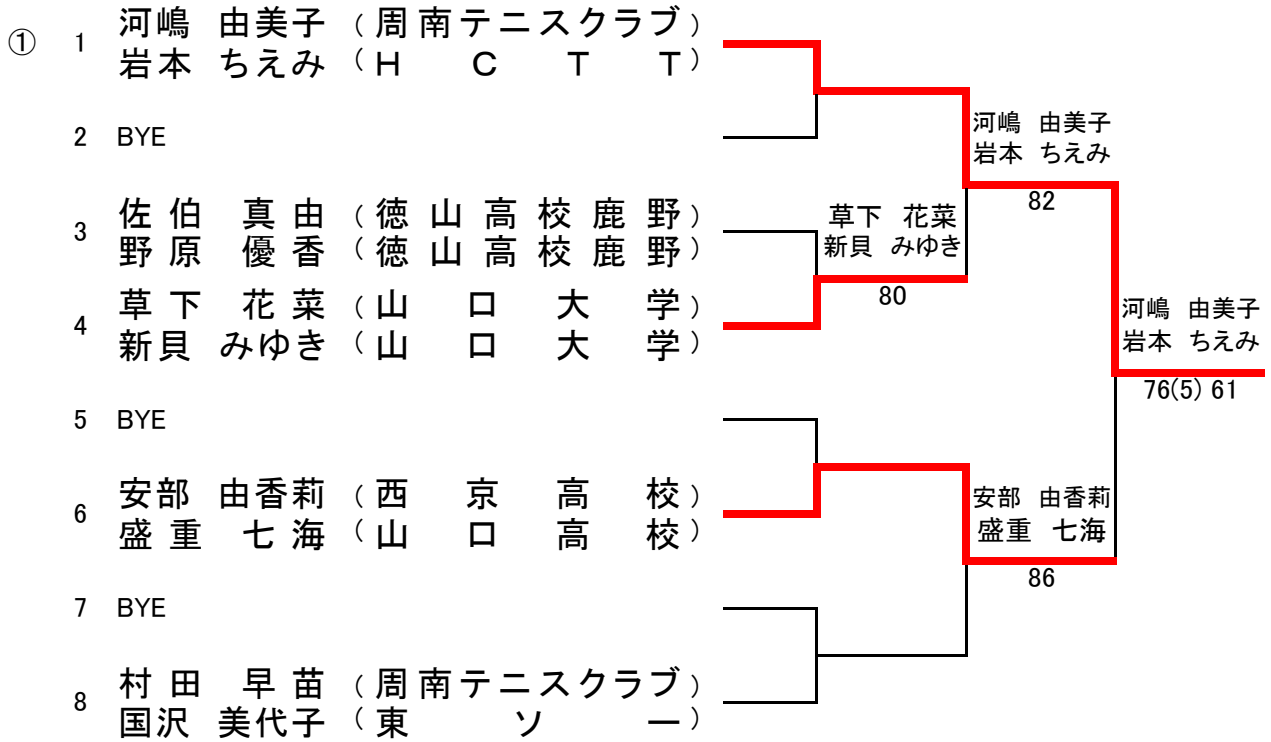 ① 1 河嶋 由美子 (周南テニスクラブ)
岩本 ちえみ (H C T T)
2 BYE
3 佐伯 真由 (徳山高校鹿野)
野原 優香 (徳山高校鹿野)
4 草下 花菜 (山口大学)
新貝 みゆき (山口大学)
5 BYE
6 安部 由香莉 (西京高校)
盛重 七海 (山口高校)
7 BYE
8 村田 早苗 (周南テニスクラブ)
国沢 美代子 (東ソー)
草下 花菜
新貝 みゆき
80
河嶋 由美子
岩本 ちえみ
82
安部 由香莉
盛重 七海
86
河嶋 由美子
岩本 ちえみ
76(5) 61